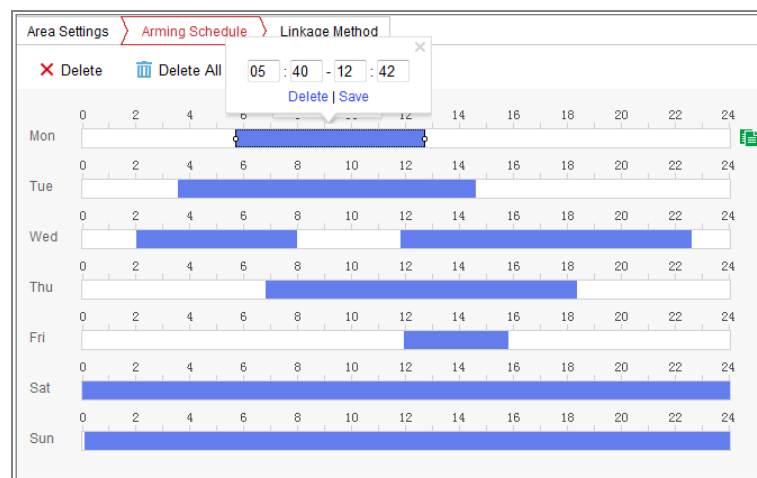 Area Settings Arming Schedule Linkage Method
Delete Delete All 05 : 40 - 12 : 42
Delete | Save
0 2 4 6 8 10 12 14 16 18 20 22 24
Mon
0 2 4 6 8 10 12 14 16 18 20 22 24
Tue
0 2 4 6 8 10 12 14 16 18 20 22 24
Wed
0 2 4 6 8 10 12 14 16 18 20 22 24
Thu
0 2 4 6 8 10 12 14 16 18 20 22 24
Fri
0 2 4 6 8 10 12 14 16 18 20 22 24
Sat
0 2 4 6 8 10 12 14 16 18 20 22 24
Sun